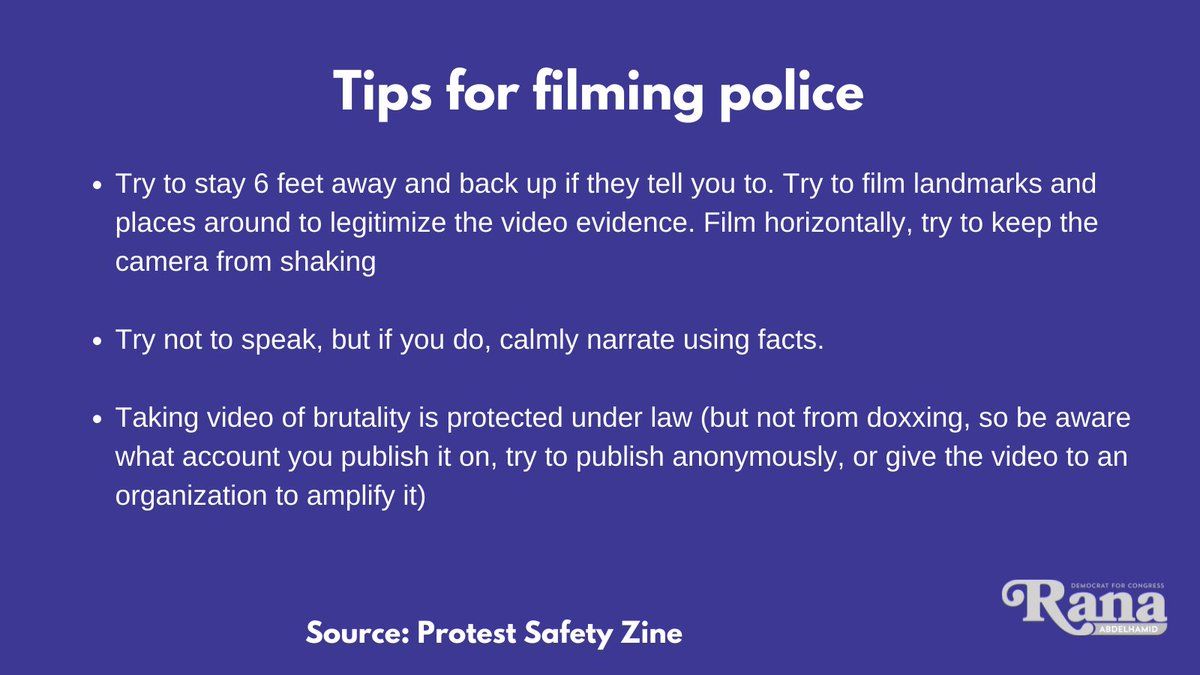 Tips for filming police
• Try to stay 6 feet away and back up if they tell you to. Try to film landmarks and
places around to legitimize the video evidence. Film horizontally, try to keep the
camera from shaking
• Try not to speak, but if you do, calmly narrate using facts.
• Taking video of brutality is protected under law (but not from doxxing, so be aware
what account you publish it on, try to publish anonymously, or give the video to an
organization to amplify it)
DEMOCRAT FOR CONGRESS
Rana
ABDELHAMID
Source: Protest Safety Zine